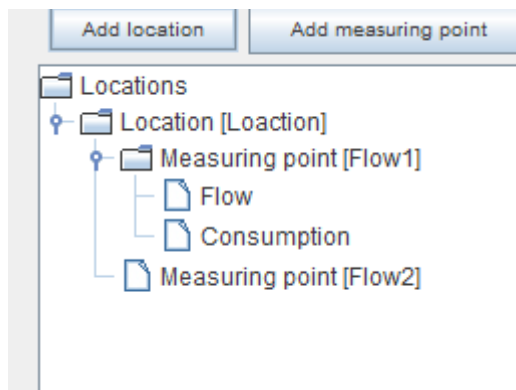 Add location Add measuring point
Locations
Location [Loaction]
Measuring point [Flow1]
Flow
Consumption
Measuring point [Flow2]